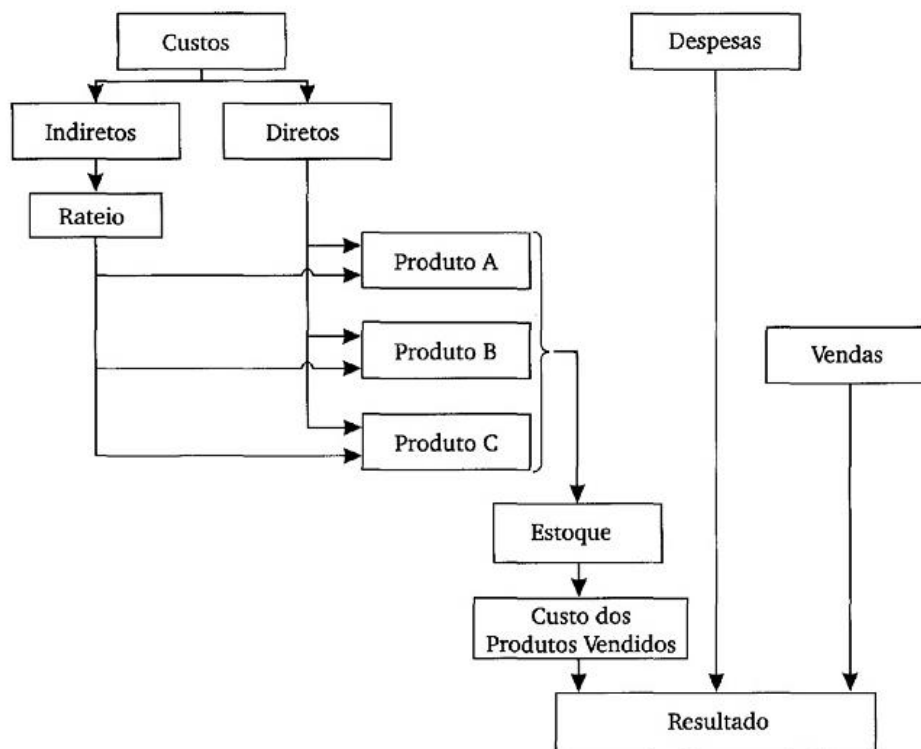 Custos
Despesas
Indiretos
Diretos
Rateio
Produto A
Produto B
Vendas
Produto C
Estoque
Custo dos
Produtos Vendidos
Resultado